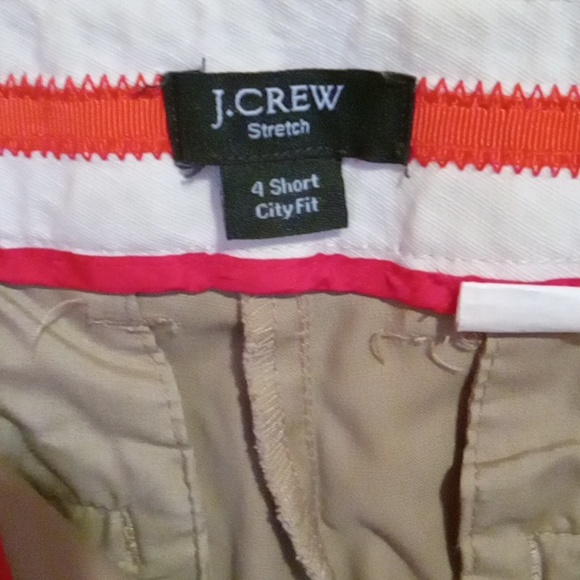 J.CREW
Stretch
4 Short
City Fit